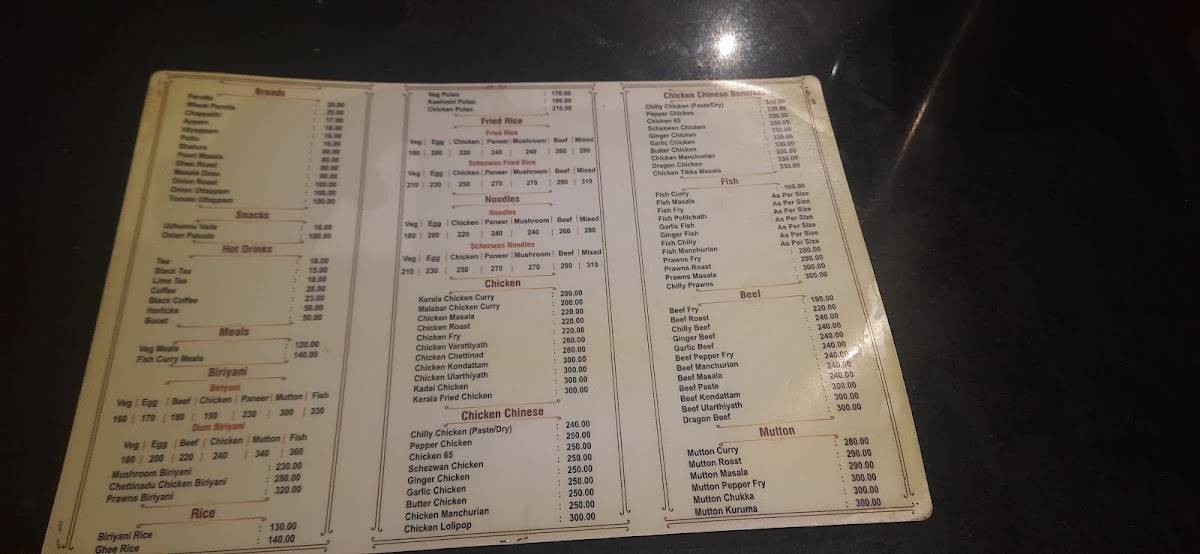 Breads
Parotta : 20.00
Wheat Parotta : 25.00
Chappathi : 17.00
Appam : 16.00
Idiyappam : 16.00
Puttu : 16.00
Bhatura
Poori Masala
Ghee Roast
Masala Dosa
Onion Roast : 100.00
Onion Uttappam : 100.00
Tomato Uttappam : 100.00
Snacks
Uzhunnu Vada : 16.00
Onion Pakoda : 100.00
Hot Drinks
Tea : 18.00
Black Tea : 15.00
Lime Tea : 18.00
Coffee : 28.00
Black Coffee : 23.00
Horlicks : 50.00
Boost : 50.00
Meals
Veg Meals : 120.00
Fish Curry Meals : 140.00
Biriyani
Biriyani
Veg | Egg | Beef | Chicken | Paneer | Mutton | Fish
160 | 170 | 180 | 190 | 230 | 300 | 330
Dum Biriyani
Veg | Egg | Beef | Chicken | Mutton | Fish
180 | 200 | 220 | 240 | 340 | 360
Mushroom Biriyani : 230.00
Chettinadu Chicken Biriyani : 280.00
Prawns Biriyani : 320.00
Rice
Biriyani Rice : 130.00
Ghee Rice : 140.00
Veg Pulao : 170.00
Kashmiri Pulao : 190.00
Chicken Pulao : 210.00
Fried Rice
Fried Rice
Veg | Egg | Chicken | Paneer | Mushroom | Beef | Mixed
180 | 200 | 220 | 240 | 240 | 260 | 280
Schezwan Fried Rice
Veg | Egg | Chicken | Paneer | Mushroom | Beef | Mixed
210 | 230 | 250 | 270 | 270 | 290 | 310
Noodles
Noodles
Veg | Egg | Chicken | Paneer | Mushroom | Beef | Mixed
180 | 200 | 220 | 240 | 240 | 260 | 280
Schezwan Noodles
Veg | Egg | Chicken | Paneer | Mushroom | Beef | Mixed
210 | 230 | 250 | 270 | 270 | 290 | 310
Chicken
Kerala Chicken Curry : 200.00
Malabar Chicken Curry : 200.00
Chicken Masala : 220.00
Chicken Roast : 220.00
Chicken Fry : 220.00
Chicken Varattiyath : 280.00
Chicken Chettinad : 280.00
Chicken Kondattam : 300.00
Chicken Ularthiyath : 300.00
Kadai Chicken : 300.00
Kerala Fried Chicken : 300.00
Chicken Chinese
Chilly Chicken (Paste/Dry) : 240.00
Pepper Chicken : 250.00
Chicken 65 : 250.00
Schezwan Chicken : 250.00
Ginger Chicken : 250.00
Garlic Chicken : 250.00
Butter Chicken : 250.00
Chicken Manchurian : 250.00
Chicken Lolipop : 300.00
Chicken Chinese Boneless
Chilly Chicken (Paste/Dry) : 330.00
Pepper Chicken : 330.00
Chicken 65 : 330.00
Schezwan Chicken : 330.00
Ginger Chicken : 330.00
Garlic Chicken : 330.00
Butter Chicken : 330.00
Chicken Manchurian : 330.00
Dragon Chicken : 330.00
Chicken Tikka Masala
Fish
Fish Curry : 100.00
Fish Masala As Per Size
Fish Fry As Per Size
Fish Pollichath As Per Size
Garlic Fish As Per Size
Ginger Fish As Per Size
Fish Chilly As Per Size
Fish Manchurian : 280.00
Prawns Fry : 290.00
Prawns Roast : 300.00
Prawns Masala : 300.00
Chilly Prawns
Beef
Beef Fry : 180.00
Beef Roast : 220.00
Chilly Beef : 240.00
Ginger Beef : 240.00
Garlic Beef : 240.00
Beef Pepper Fry : 240.00
Beef Manchurian : 240.00
Beef Masala : 240.00
Beef Paste : 300.00
Beef Kondattam : 300.00
Beef Ularthiyath : 300.00
Dragon Beef
Mutton
Mutton Curry : 280.00
Mutton Roast : 290.00
Mutton Masala : 290.00
Mutton Pepper Fry : 300.00
Mutton Chukka : 300.00
Mutton Kuruma : 300.00